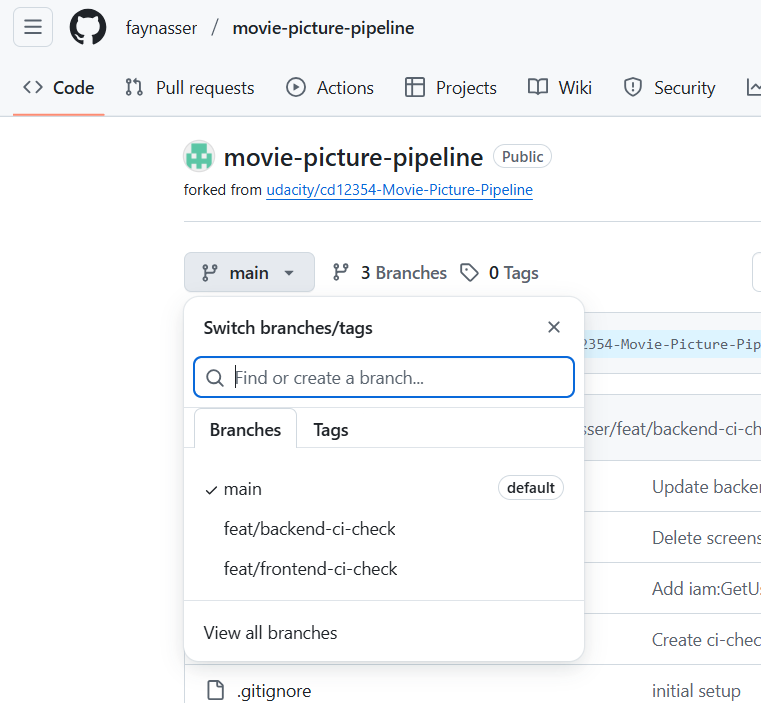 faynasser / movie-picture-pipeline
Code Pull requests Actions Projects Wiki Security
movie-picture-pipeline Public
forked from udacity/cd12354-Movie-Picture-Pipeline
main 3 Branches 0 Tags
Switch branches/tags
2354-Movie-Picture-Pip
Find or create a branch...
Branches Tags
sser/feat/backend-ci-ch
main default
Update backe
feat/backend-ci-check
Delete screens
feat/frontend-ci-check
Add iam:GetU
View all branches
Create ci-chec
.gitignore initial setup